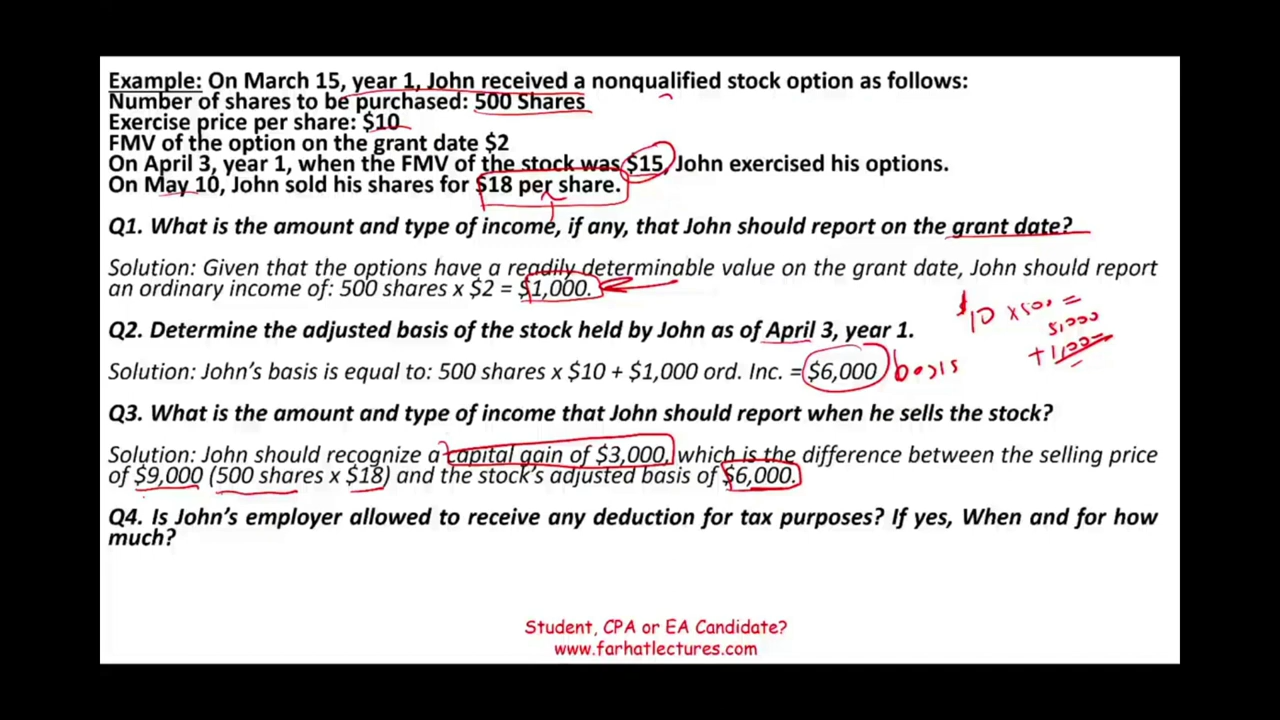 Example: On March 15, year 1, John received a nonqualified stock option as follows:
Number of shares to be purchased: 500 Shares
Exercise price per share: $10
FMV of the option on the grant date $2
On April 3, year 1, when the FMV of the stock was $15, John exercised his options.
On May 10, John sold his shares for $18 per share.
Q1. What is the amount and type of income, if any, that John should report on the grant date?
Solution: Given that the options have a readily determinable value on the grant date, John should report
an ordinary income of: 500 shares x $2 = $1,000.
$10 x500 =
5,000
+1,000
Q2. Determine the adjusted basis of the stock held by John as of April 3, year 1.
Solution: John's basis is equal to: 500 shares x $10 + $1,000 ord. Inc. = $6,000 basis
Q3. What is the amount and type of income that John should report when he sells the stock?
Solution: John should recognize a capital gain of $3,000, which is the difference between the selling price
of $9,000 (500 shares x $18) and the stock's adjusted basis of $6,000.
Q4. Is John's employer allowed to receive any deduction for tax purposes? If yes, When and for how
much?
Student, CPA or EA Candidate?
www.farhatlectures.com